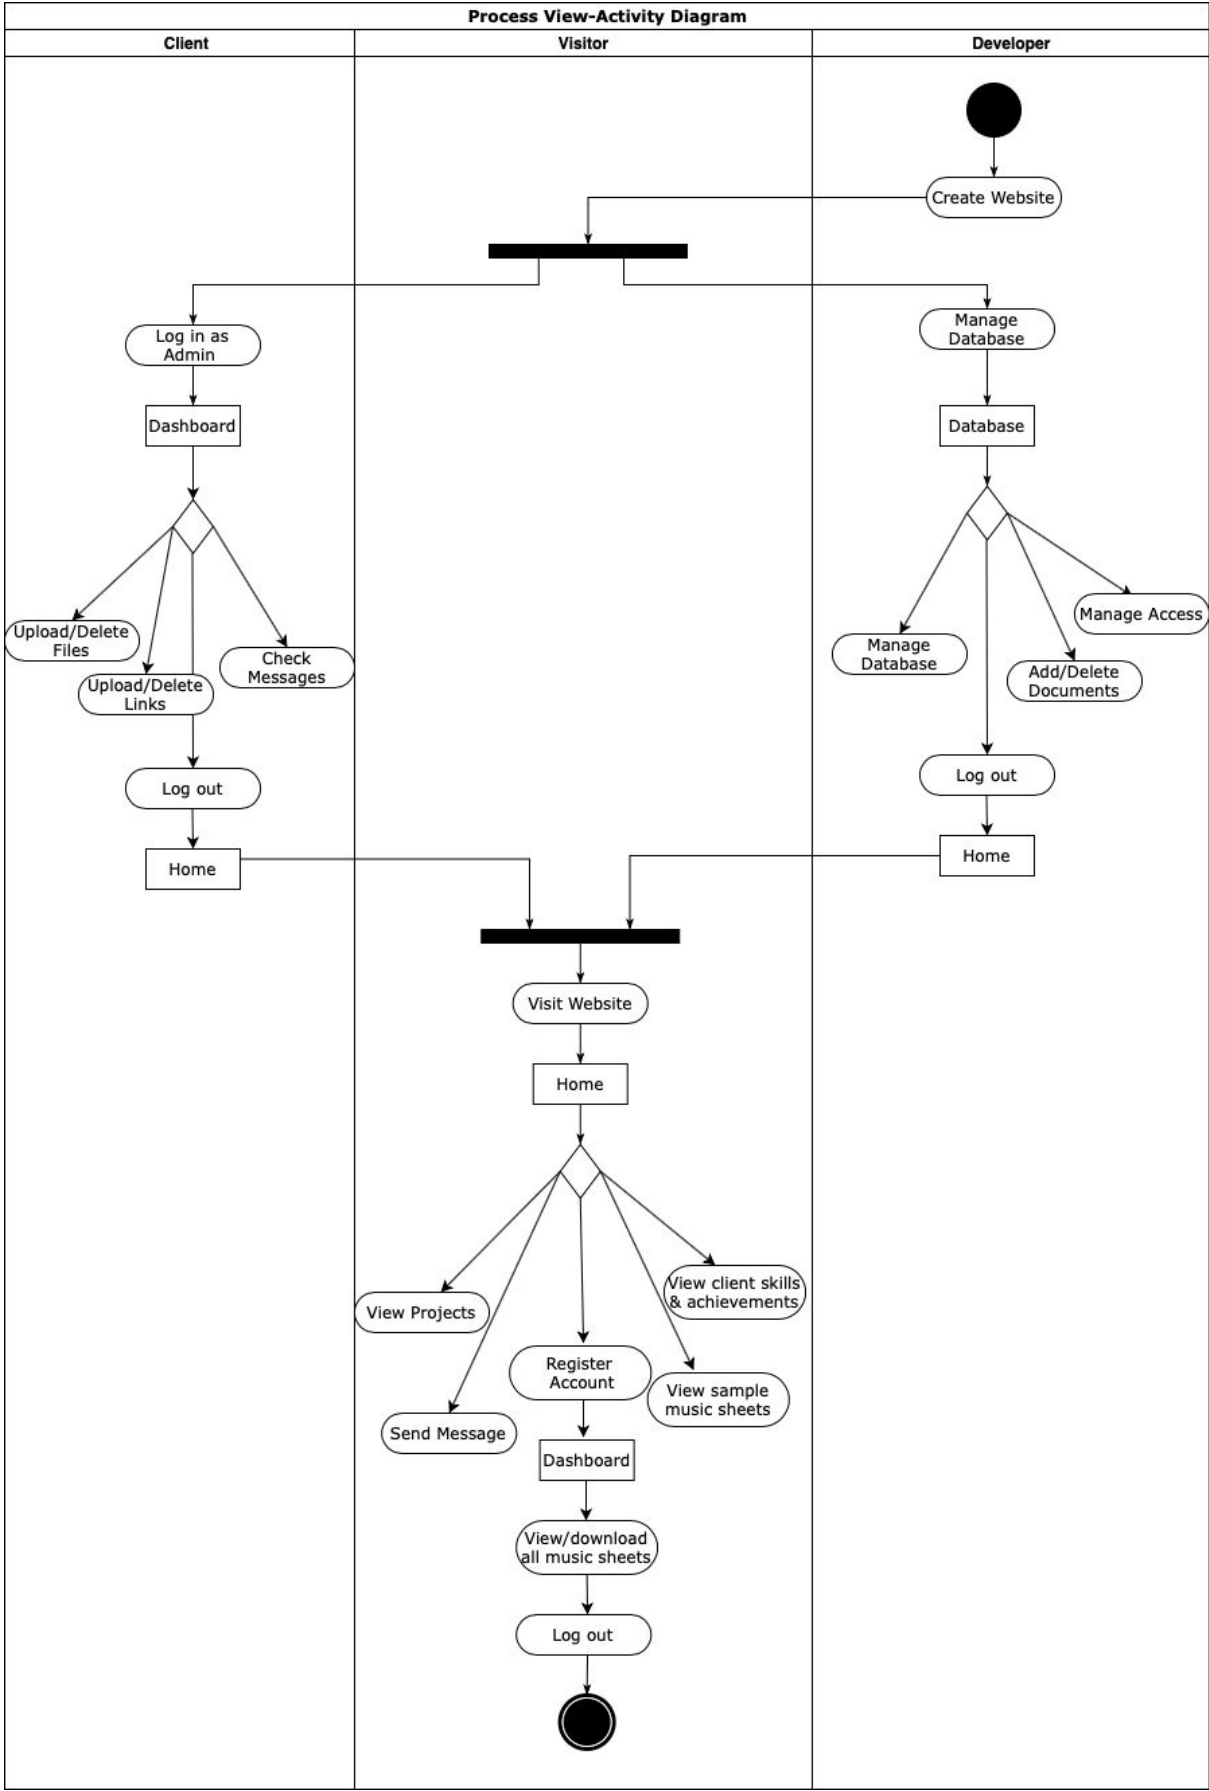 Process View-Activity Diagram
Client
Visitor
Developer
Create Website
Log in as
Admin
Manage
Database
Dashboard
Database
Upload/Delete
Files
Upload/Delete
Links
Check
Messages
Manage
Database
Add/Delete
Documents
Manage Access
Log out
Log out
Home
Home
Visit Website
Home
View Projects
Send Message
Register
Account
View sample
music sheets
View client skills
& achievements
Dashboard
View/download
all music sheets
Log out